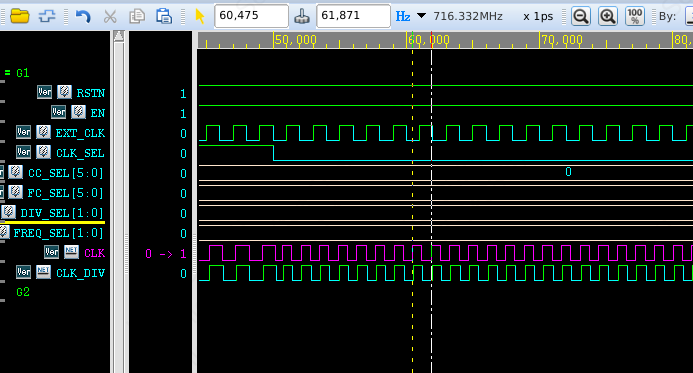 60,475 61,871 Hz 716.332MHz x 1ps 100 % By:
50,000 60,000 70,000 80,
= G1
Ver RSTN 1
Ver EN 1
Ver EXT_CLK 0
Ver CLK_SEL 0
Ver CC_SEL[5:0] 0 0
FC_SEL[5:0] 0
DIV_SEL[1:0] 0
FREQ_SEL[1:0] 0
Ver NET CLK 0 -> 1
Ver NET CLK_DIV 0
G2